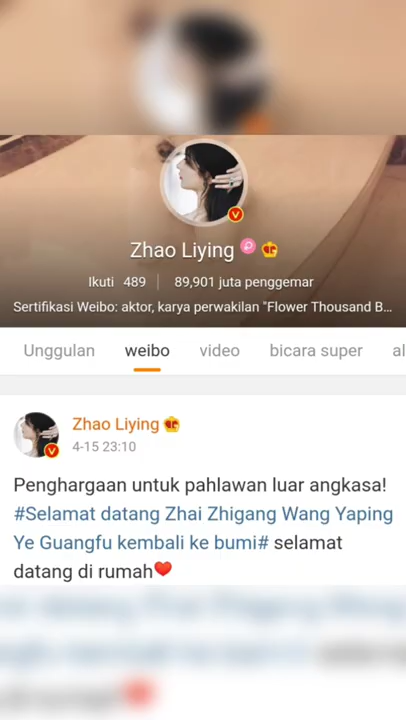 Zhao Liying
Ikuti 489 | 89,901 juta penggemar
Sertifikasi Weibo: aktor, karya perwakilan "Flower Thousand B...
Unggulan weibo video bicara super al
Zhao Liying
4-15 23:10
Penghargaan untuk pahlawan luar angkasa!
#Selamat datang Zhai Zhigang Wang Yaping
Ye Guangfu kembali ke bumi# selamat
datang di rumah❤️